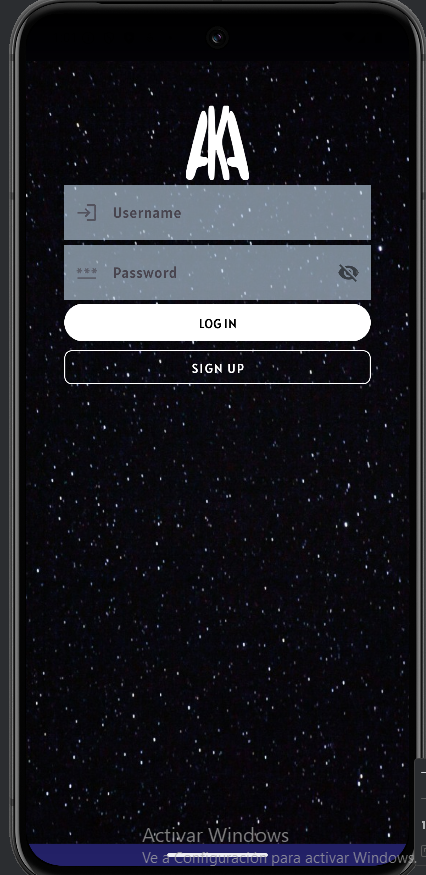 AKA
Username
Password
LOG IN
SIGN UP
Activar Windows
Ve a Configuración para activar Windows.